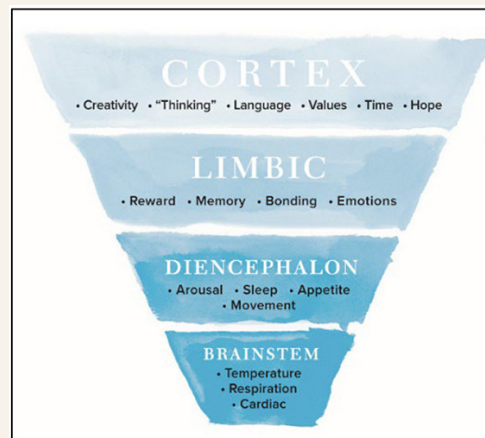 CORTEX
• Creativity • "Thinking" • Language • Values • Time • Hope
LIMBIC
• Reward • Memory • Bonding • Emotions
DIENCEPHALON
• Arousal • Sleep • Appetite
• Movement
BRAINSTEM
• Temperature
• Respiration
• Cardiac